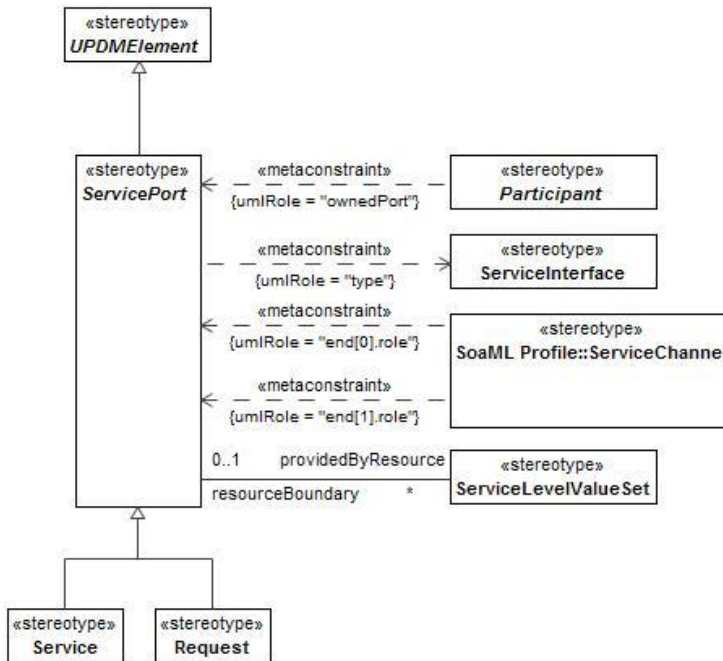 «stereotype»
UPDMElement
«stereotype»
ServicePort
«metaconstraint»
{umlRole = "ownedPort"}
«stereotype»
Participant
«metaconstraint»
{umlRole = "type"}
«stereotype»
ServiceInterface
«metaconstraint»
{umlRole = "end[0].role"}
«stereotype»
SoaML Profile::ServiceChannel
«metaconstraint»
{umlRole = "end[1].role"}
0..1 providedByResource
resourceBoundary *
«stereotype»
ServiceLevelValueSet
«stereotype»
Service
«stereotype»
Request